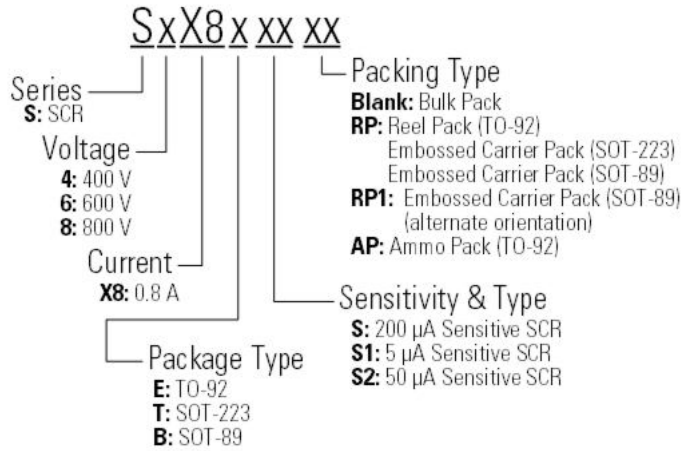 SxX8x xx xx
Series
S: SCR
Voltage
4: 400 V
6: 600 V
8: 800 V
Current
X8: 0.8 A
Package Type
E: TO-92
T: SOT-223
B: SOT-89
Packing Type
Blank: Bulk Pack
RP: Reel Pack (TO-92)
Embossed Carrier Pack (SOT-223)
Embossed Carrier Pack (SOT-89)
RP1: Embossed Carrier Pack (SOT-89)
(alternate orientation)
AP: Ammo Pack (TO-92)
Sensitivity & Type
S: 200 µA Sensitive SCR
S1: 5 µA Sensitive SCR
S2: 50 µA Sensitive SCR